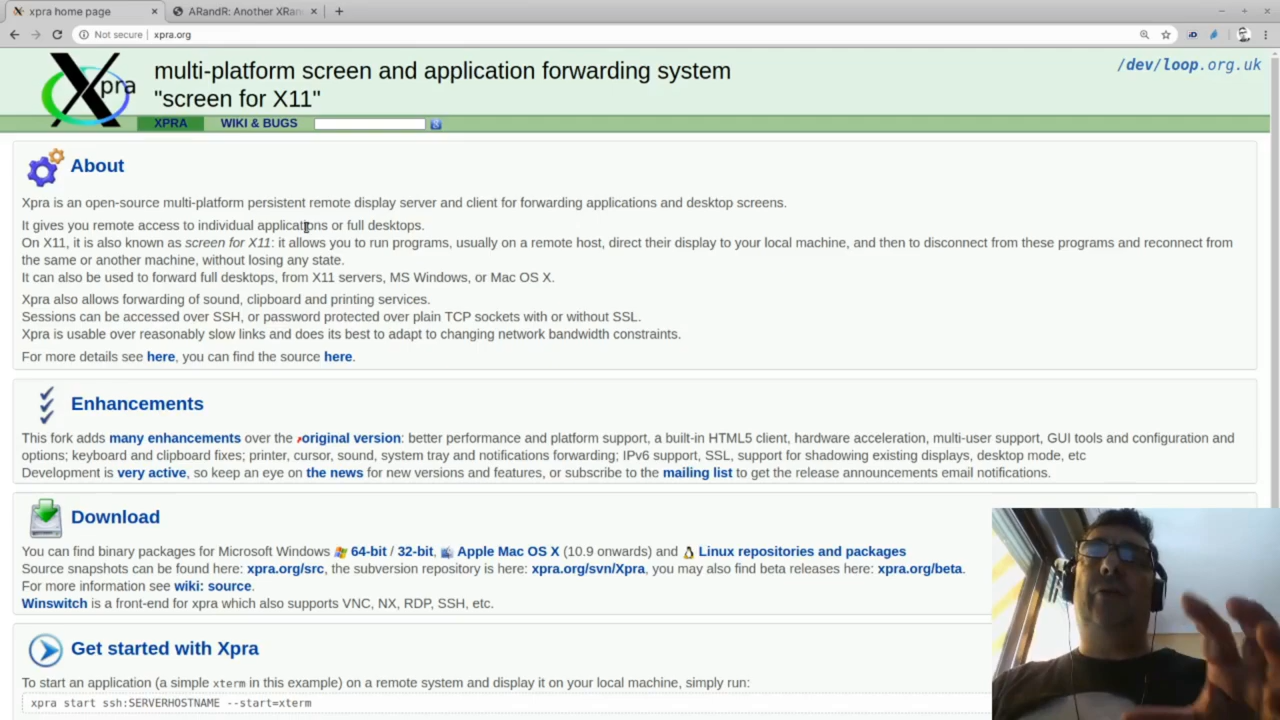 xpra home page
ARandR: Another XRan
Not secure
xpra.org
Xpra
multi-platform screen and application forwarding system
"screen for X11"
/dev/loop.org.uk
XPRA
WIKI & BUGS
About
Xpra is an open-source multi-platform persistent remote display server and client for forwarding applications and desktop screens.
It gives you remote access to individual applications or full desktops.
On X11, it is also known as screen for X11: it allows you to run programs, usually on a remote host, direct their display to your local machine, and then to disconnect from these programs and reconnect from
the same or another machine, without losing any state.
It can also be used to forward full desktops, from X11 servers, MS Windows, or Mac OS X.
Xpra also allows forwarding of sound, clipboard and printing services.
Sessions can be accessed over SSH, or password protected over plain TCP sockets with or without SSL.
Xpra is usable over reasonably slow links and does its best to adapt to changing network bandwidth constraints.
For more details see here, you can find the source here.
Enhancements
This fork adds many enhancements over the original version: better performance and platform support, a built-in HTML5 client, hardware acceleration, multi-user support, GUI tools and configuration and
options; keyboard and clipboard fixes; printer, cursor, sound, system tray and notifications forwarding; IPv6 support, SSL, support for shadowing existing displays, desktop mode, etc
Development is very active, so keep an eye on the news for new versions and features, or subscribe to the mailing list to get the release announcements email notifications.
Download
You can find binary packages for Microsoft Windows 64-bit / 32-bit, Apple Mac OS X (10.9 onwards) and Linux repositories and packages
Source snapshots can be found here: xpra.org/src, the subversion repository is here: xpra.org/svn/Xpra, you may also find beta releases here: xpra.org/beta.
For more information see wiki: source.
Winswitch is a front-end for xpra which also supports VNC, NX, RDP, SSH, etc.
Get started with Xpra
To start an application (a simple xterm in this example) on a remote system and display it on your local machine, simply run:
xpra start ssh:SERVERHOSTNAME --start=xterm